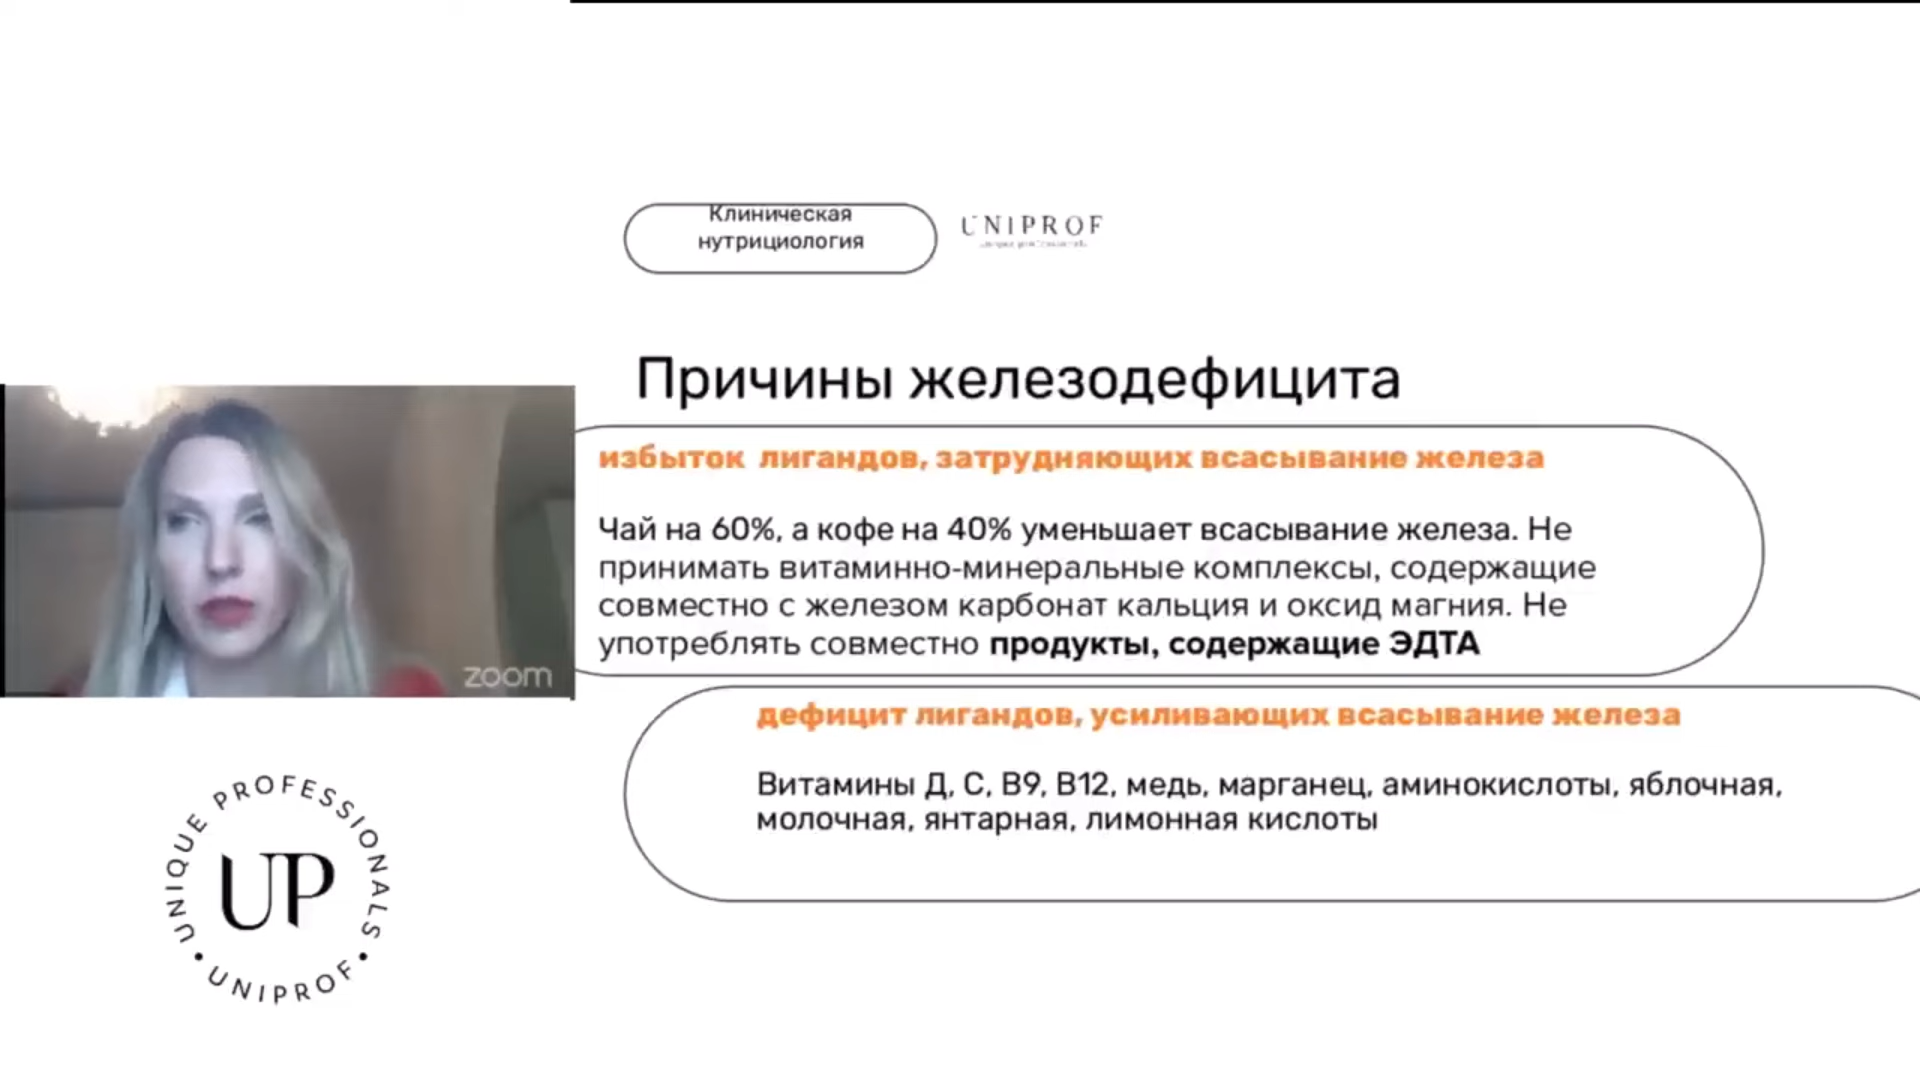 Клиническая
нутрициология
UNIPROF
Причины железодефицита
избыток лигандов, затрудняющих всасывание железа
Чай на 60%, а кофе на 40% уменьшает всасывание железа. Не
принимать витаминно-минеральные комплексы, содержащие
совместно с железом карбонат кальция и оксид магния. Не
употреблять совместно продукты, содержащие ЭДТА
zoom
дефицит лигандов, усиливающих всасывание железа
Витамины Д, С, В9, В12, медь, марганец, аминокислоты, яблочная,
молочная, янтарная, лимонная кислоты
UNIQUE PROFESSIONALS
UP
• UNIPROF •